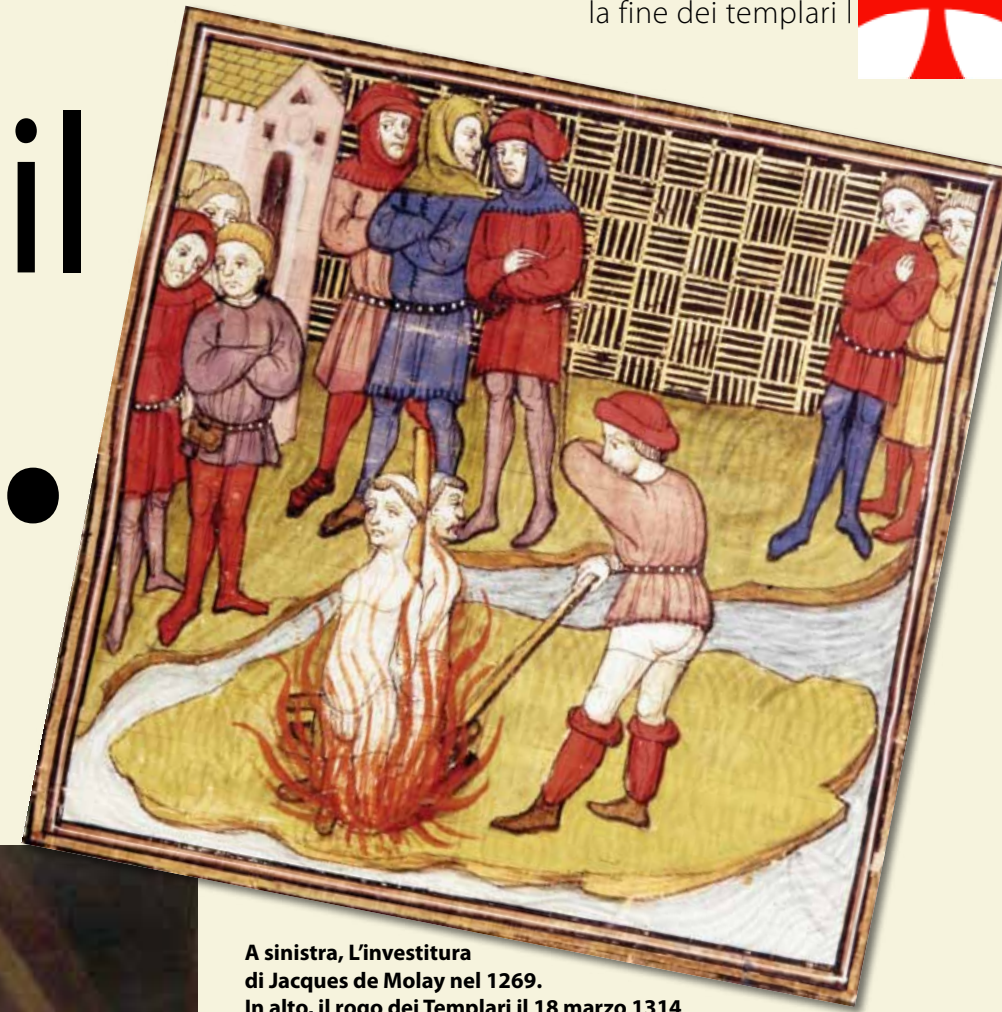 la fine dei templari |
il
A sinistra, L’investitura
di Jacques de Molay nel 1269.
In alto, il rogo dei Templari il 18 marzo 1314